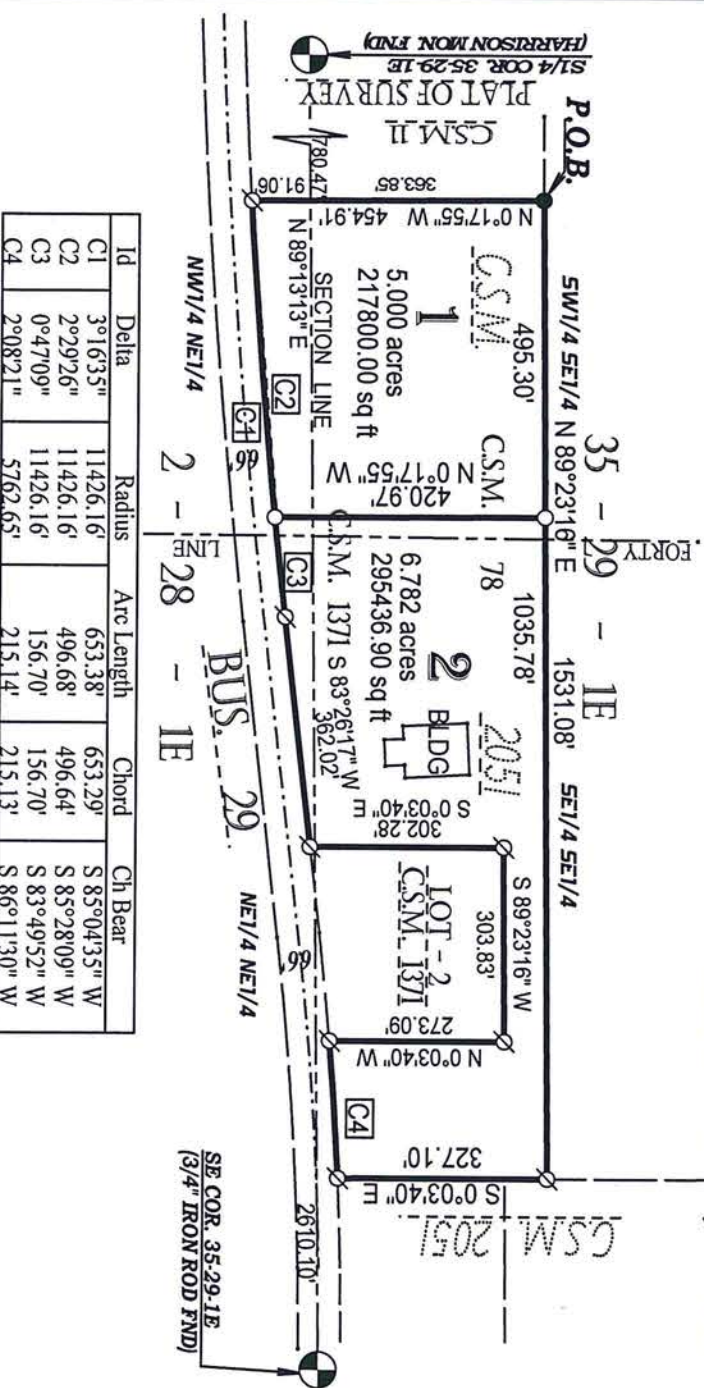 35 - 29 - 1E
FORTY
LINE
SW1/4 SE1/4
SE1/4 SE1/4
N 89°23'16" E
1531.08'
495.30'
1035.78'
P.O.B.
C.S.M. 11
PLAT OF SURVEY
S1/4 COR. 35-29-1E
(HARRISON MON. FND)
780.47'
363.85'
91.06'
N 0°17'55" W 454.91'
C.S.M.
1
5.000 acres
217800.00 sq ft
SECTION LINE
N 89°13'13" E
C.S.M.
N 0°17'55" W
420.97'
78
2051
2
6.782 acres
295436.90 sq ft
BLDG
C.S.M. 1371
S 83°26'17" W
362.02'
S 0°03'40" E
302.28'
S 89°23'16" W
303.83'
LOT - 2
C.S.M. 1371
N 0°03'40" W
273.09'
S 0°03'40" E
327.10'
C.S.M. 2051
C1
C2
C3
C4
66'
66'
2610.10'
SE COR. 35-29-1E
(3/4" IRON ROD FND)
NW1/4 NE1/4
NE1/4 NE1/4
2 - 28 - 1E
BUS. 29
Id Delta Radius Arc Length Chord Ch Bear
C1 3°16'35" 11426.16' 653.38' 653.29' S 85°04'35" W
C2 2°29'26" 11426.16' 496.68' 496.64' S 85°28'09" W
C3 0°47'09" 11426.16' 156.70' 156.70' S 83°49'52" W
C4 2°08'21" 5762.65' 215.14' 215.13' S 86°11'30" W